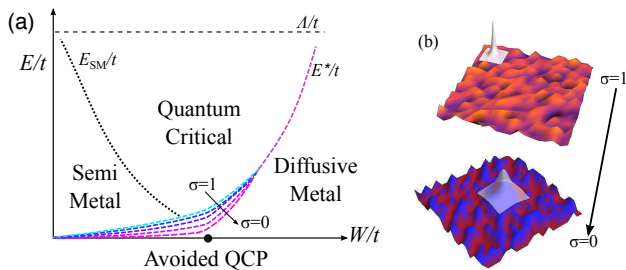 (a)
Λ/t
E/t
E_SM/t
E*/t
Quantum
Critical
Semi
Metal
Diffusive
Metal
σ=1
σ=0
W/t
Avoided QCP
(b)
σ=1
σ=0